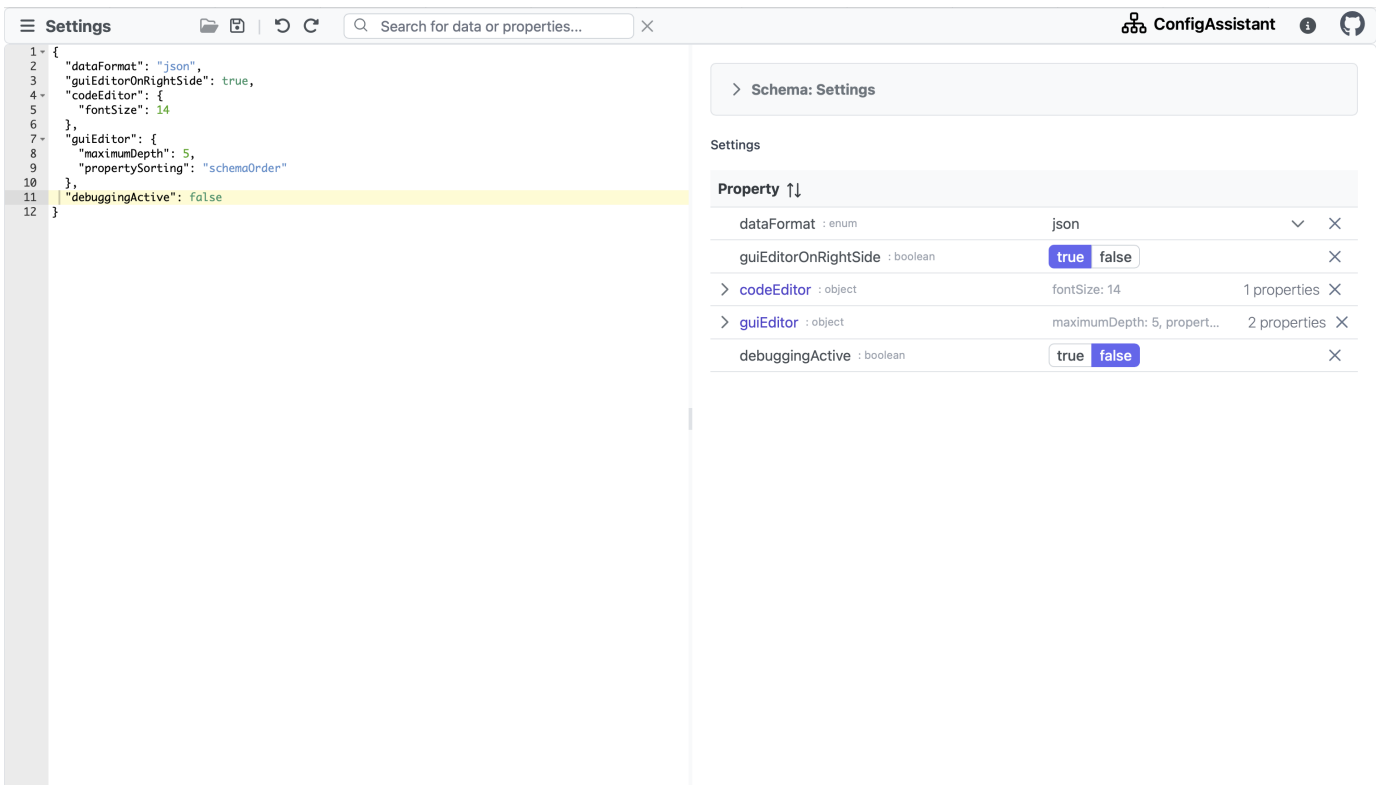 Settings
Search for data or properties...
ConfigAssistant
1 {
2 "dataFormat": "json",
3 "guiEditorOnRightSide": true,
4 "codeEditor": {
5 "fontSize": 14
6 },
7 "guiEditor": {
8 "maximumDepth": 5,
9 "propertySorting": "schemaOrder"
10 },
11 "debuggingActive": false
12 }
Schema: Settings
Settings
Property
dataFormat : enum json
guiEditorOnRightSide : boolean true false
codeEditor : object fontSize: 14 1 properties
guiEditor : object maximumDepth: 5, propert... 2 properties
debuggingActive : boolean true false